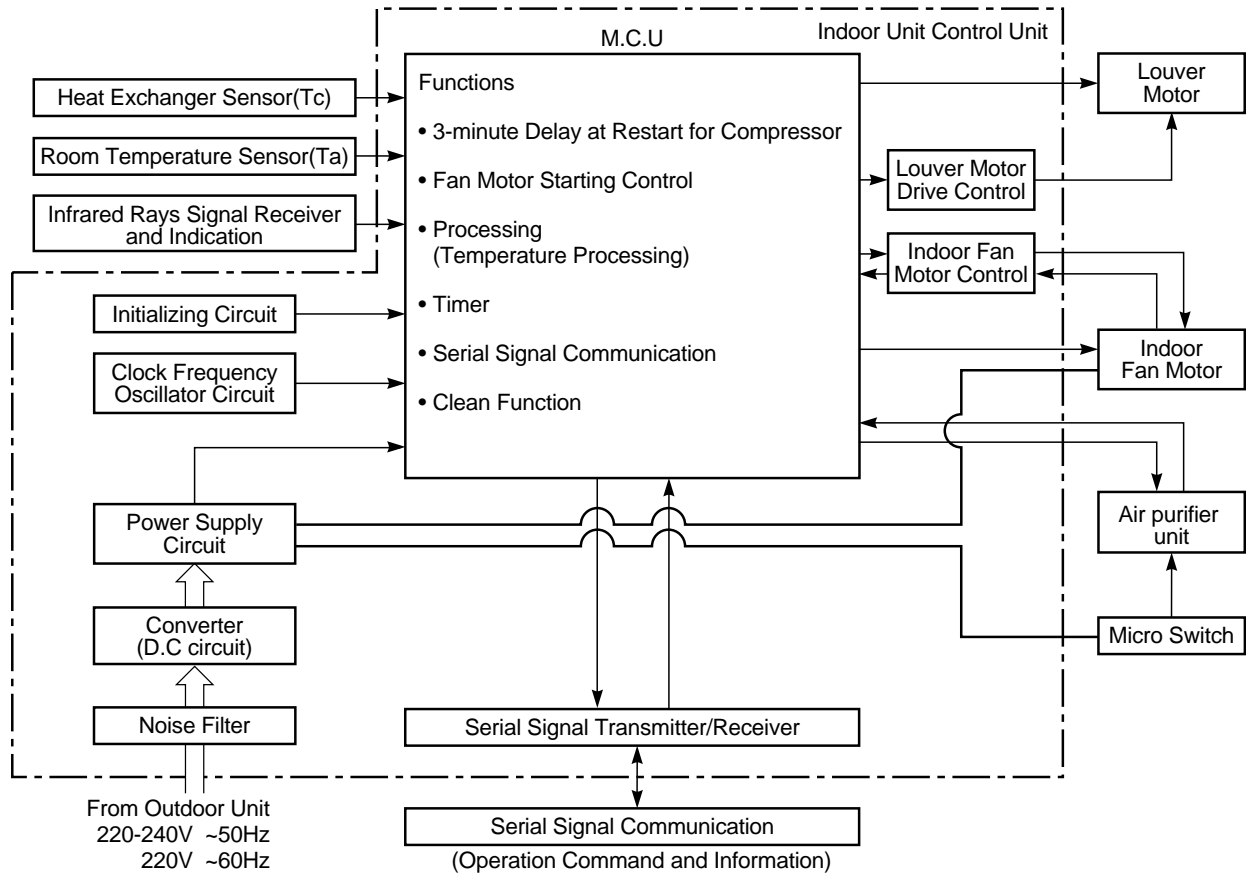 Indoor Unit Control Unit
M.C.U
Heat Exchanger Sensor(Tc)
Room Temperature Sensor(Ta)
Infrared Rays Signal Receiver
and Indication
Initializing Circuit
Clock Frequency
Oscillator Circuit
Power Supply
Circuit
Converter
(D.C circuit)
Noise Filter
From Outdoor Unit
220-240V ~50Hz
220V ~60Hz
Functions
• 3-minute Delay at Restart for Compressor
• Fan Motor Starting Control
• Processing
(Temperature Processing)
• Timer
• Serial Signal Communication
• Clean Function
Serial Signal Transmitter/Receiver
Serial Signal Communication
(Operation Command and Information)
Louver
Motor
Louver Motor
Drive Control
Indoor Fan
Motor Control
Indoor
Fan Motor
Air purifier
unit
Micro Switch